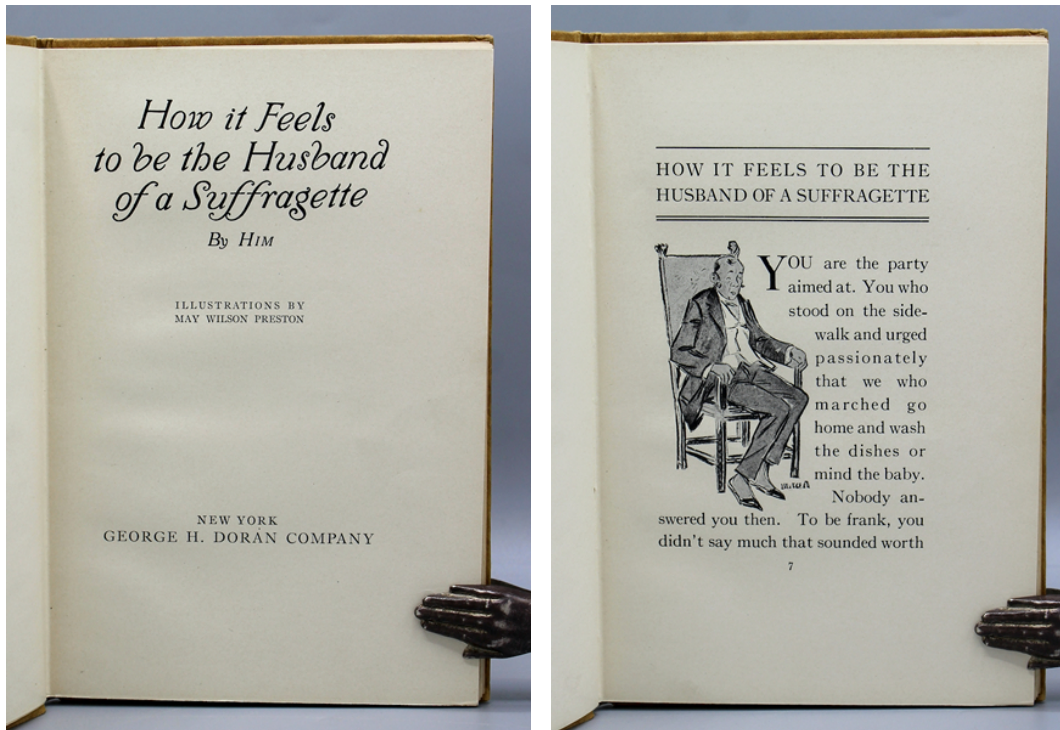 How it Feels
to be the Husband
of a Suffragette
By HIM
ILLUSTRATIONS BY
MAY WILSON PRESTON
NEW YORK
GEORGE H. DORAN COMPANY
HOW IT FEELS TO BE THE
HUSBAND OF A SUFFRAGETTE
YOU are the party
aimed at. You who
stood on the side-
walk and urged
passionately
that we who
marched go
home and wash
the dishes or
mind the baby.
Nobody an-
swered you then. To be frank, you
didn't say much that sounded worth
7